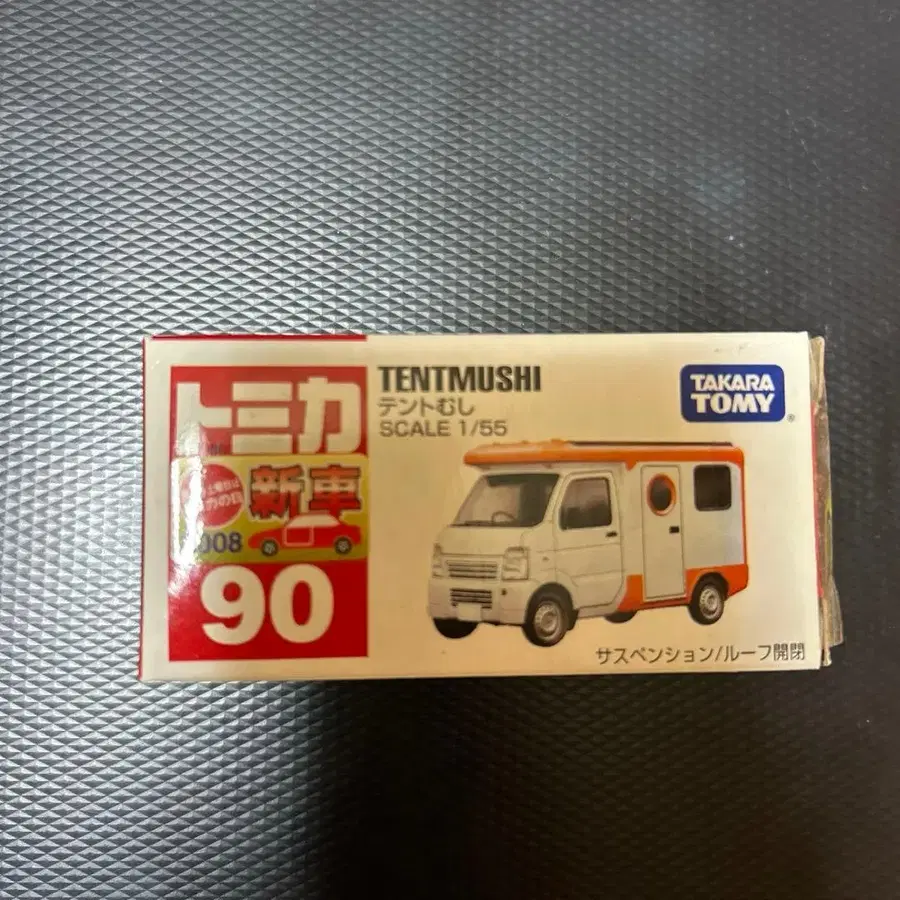 トミカ
新車
2008
90
TENTMUSHI
テントむし
SCALE 1/55
TAKARA
TOMY
®
サスペンション/ルーフ開閉